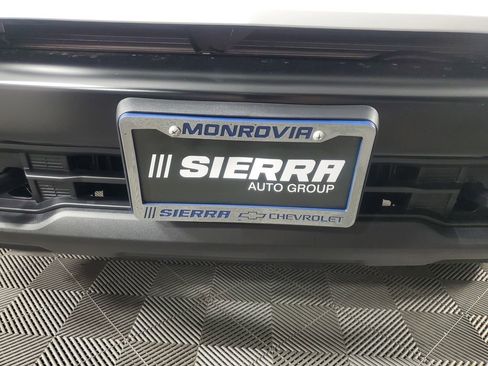 MONROVIA
SIERRA
AUTO GROUP
SIERRA CHEVROLET